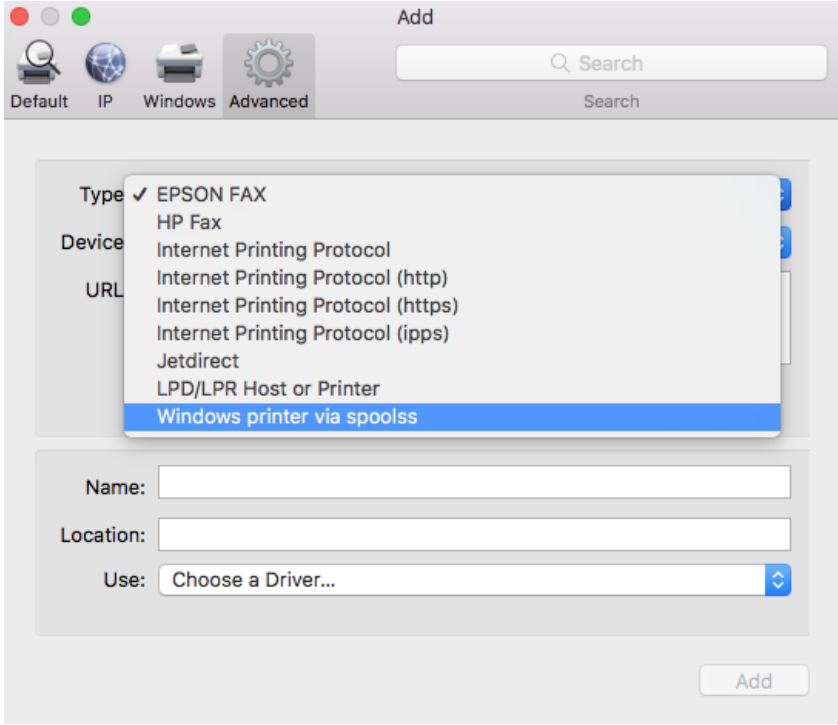 Add
Search
Default IP Windows Advanced Search
Type ✓ EPSON FAX
HP Fax
Device
Internet Printing Protocol
Internet Printing Protocol (http)
URL
Internet Printing Protocol (https)
Internet Printing Protocol (ipps)
Jetdirect
LPD/LPR Host or Printer
Windows printer via spoolss
Name:
Location:
Use: Choose a Driver...
Add